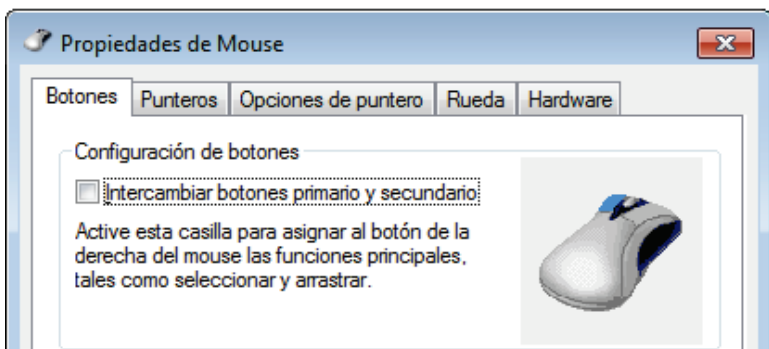 Propiedades de Mouse
Botones Punteros Opciones de puntero Rueda Hardware
Configuración de botones
Intercambiar botones primario y secundario
Active esta casilla para asignar al botón de la
derecha del mouse las funciones principales,
tales como seleccionar y arrastrar.